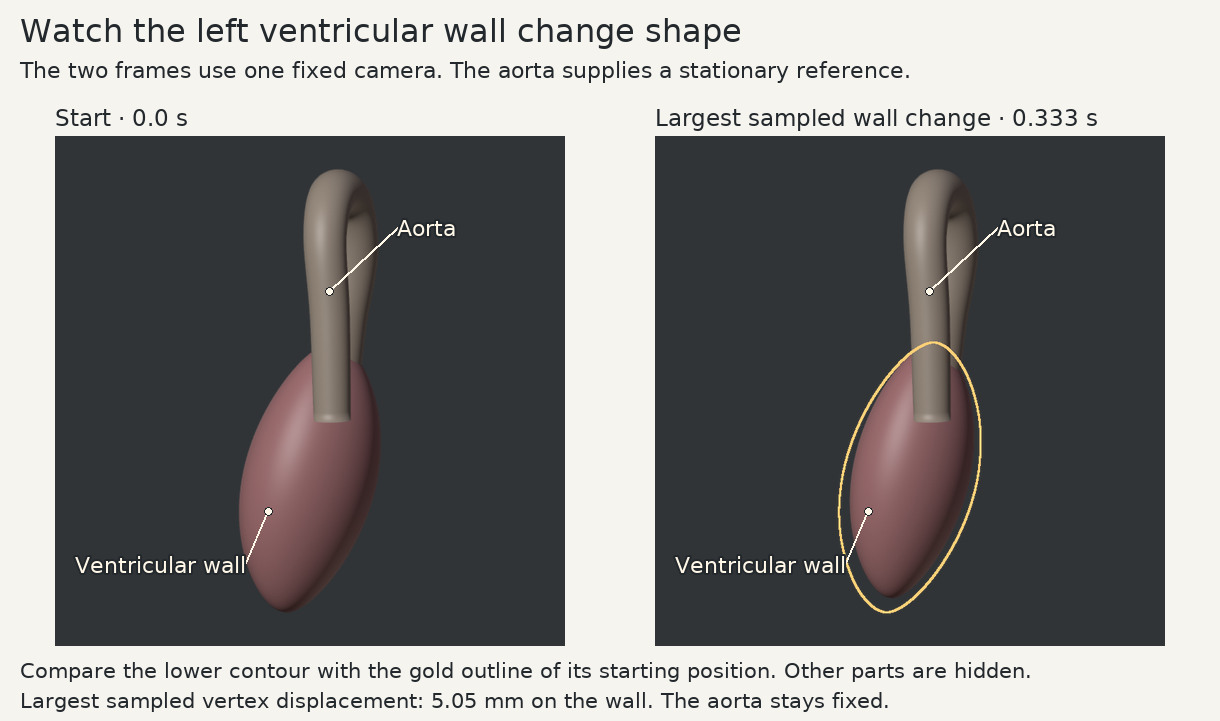 Watch the left ventricular wall change shape
The two frames use one fixed camera. The aorta supplies a stationary reference.
Start · 0.0 s
Largest sampled wall change · 0.333 s
Aorta
Aorta
Ventricular wall
Ventricular wall
Compare the lower contour with the gold outline of its starting position. Other parts are hidden.
Largest sampled vertex displacement: 5.05 mm on the wall. The aorta stays fixed.